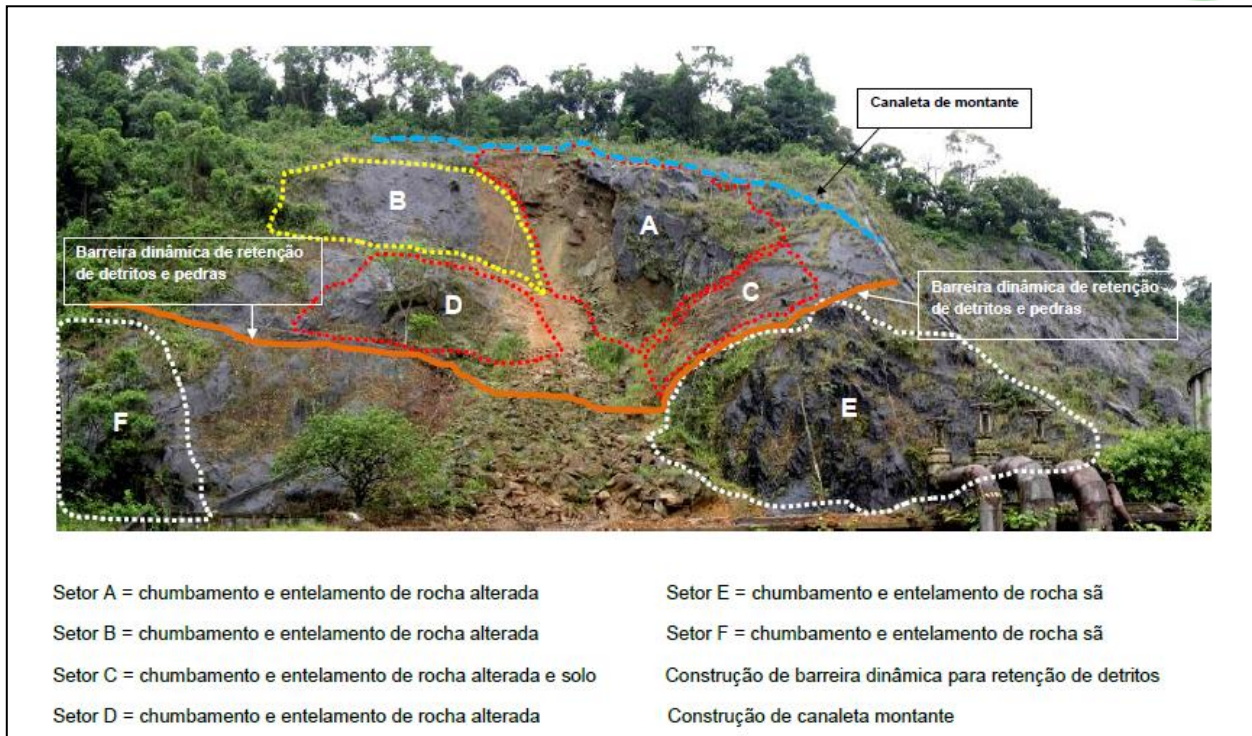 Canaleta de montante
A
B
Barreira dinâmica de retenção
de detritos e pedras
C
Barreira dinâmica de retenção
de detritos e pedras
D
E
F
Setor A = chumbamento e entelamento de rocha alterada
Setor B = chumbamento e entelamento de rocha alterada
Setor C = chumbamento e entelamento de rocha alterada e solo
Setor D = chumbamento e entelamento de rocha alterada
Setor E = chumbamento e entelamento de rocha sã
Setor F = chumbamento e entelamento de rocha sã
Construção de barreira dinâmica para retenção de detritos
Construção de canaleta montante